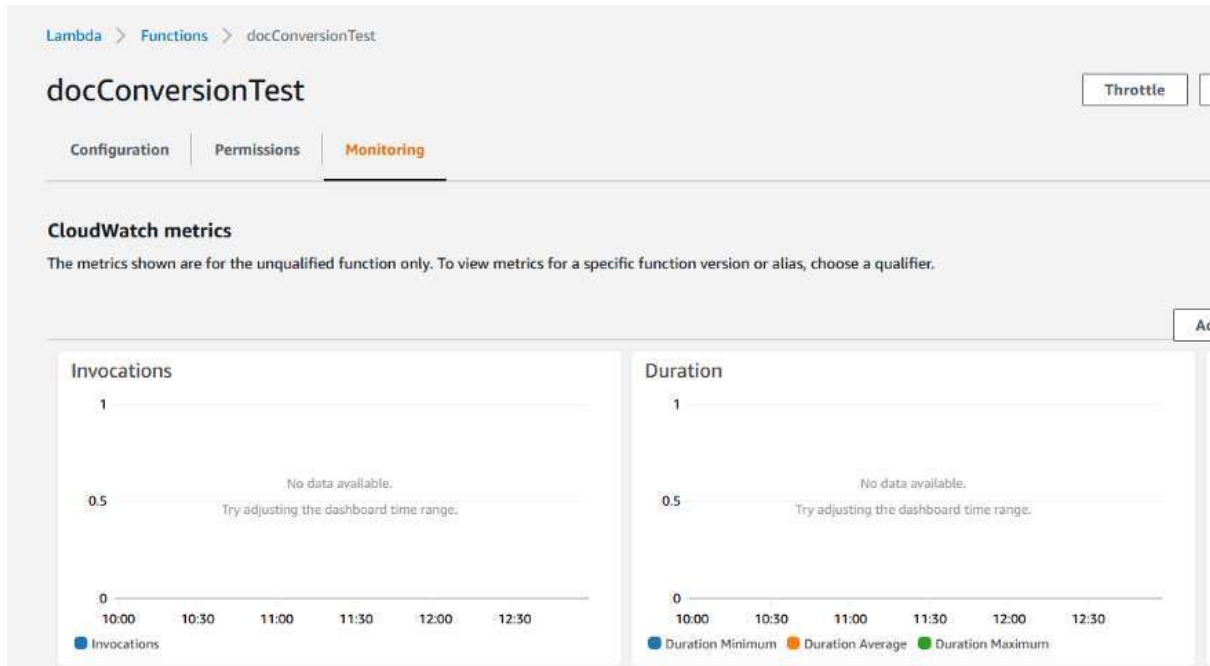 Lambda > Functions > docConversionTest
docConversionTest
Throttle
Configuration
Permissions
Monitoring
CloudWatch metrics
The metrics shown are for the unqualified function only. To view metrics for a specific function version or alias, choose a qualifier.
Invocations
1
No data available.
0.5
Try adjusting the dashboard time range.
0
10:00 10:30 11:00 11:30 12:00 12:30
Invocations
Duration
1
No data available.
0.5
Try adjusting the dashboard time range.
0
10:00 10:30 11:00 11:30 12:00 12:30
Duration Minimum Duration Average Duration Maximum